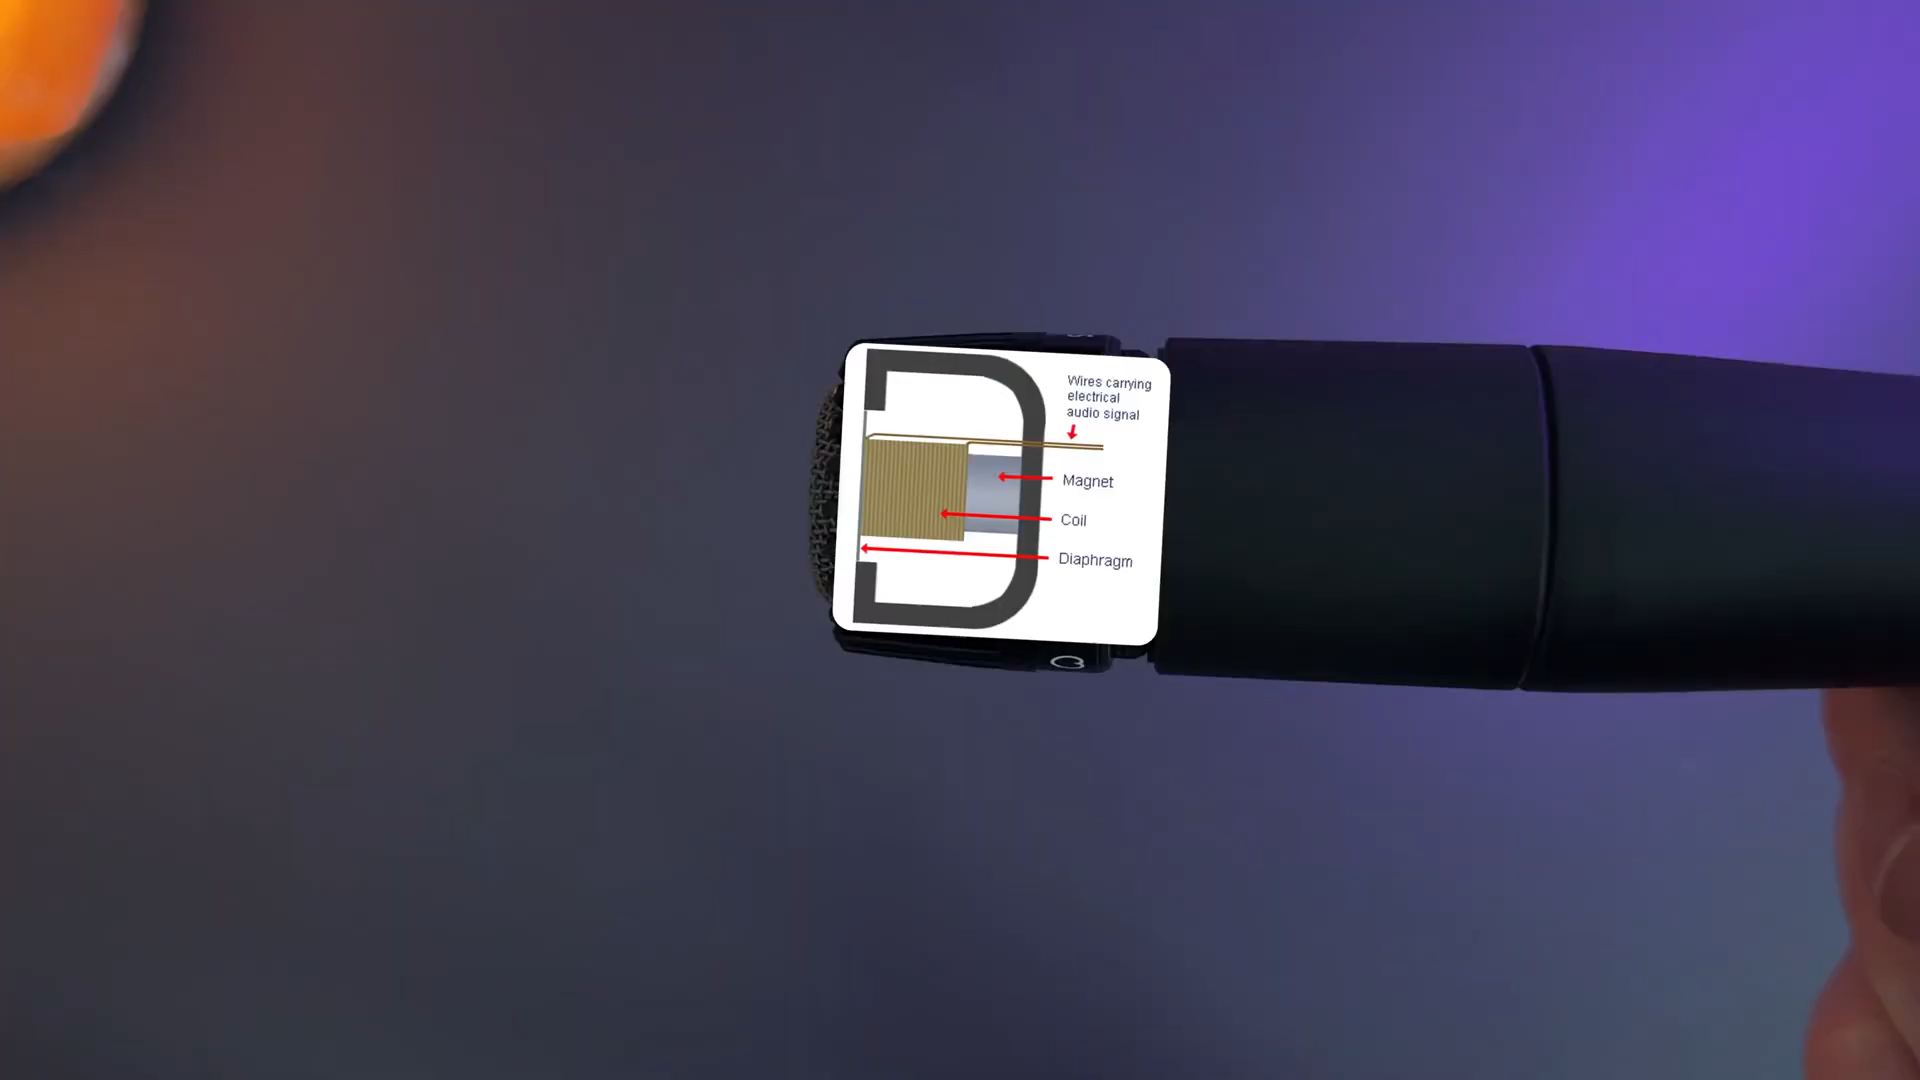 Wires carrying
electrical
audio signal
Magnet
Coil
Diaphragm